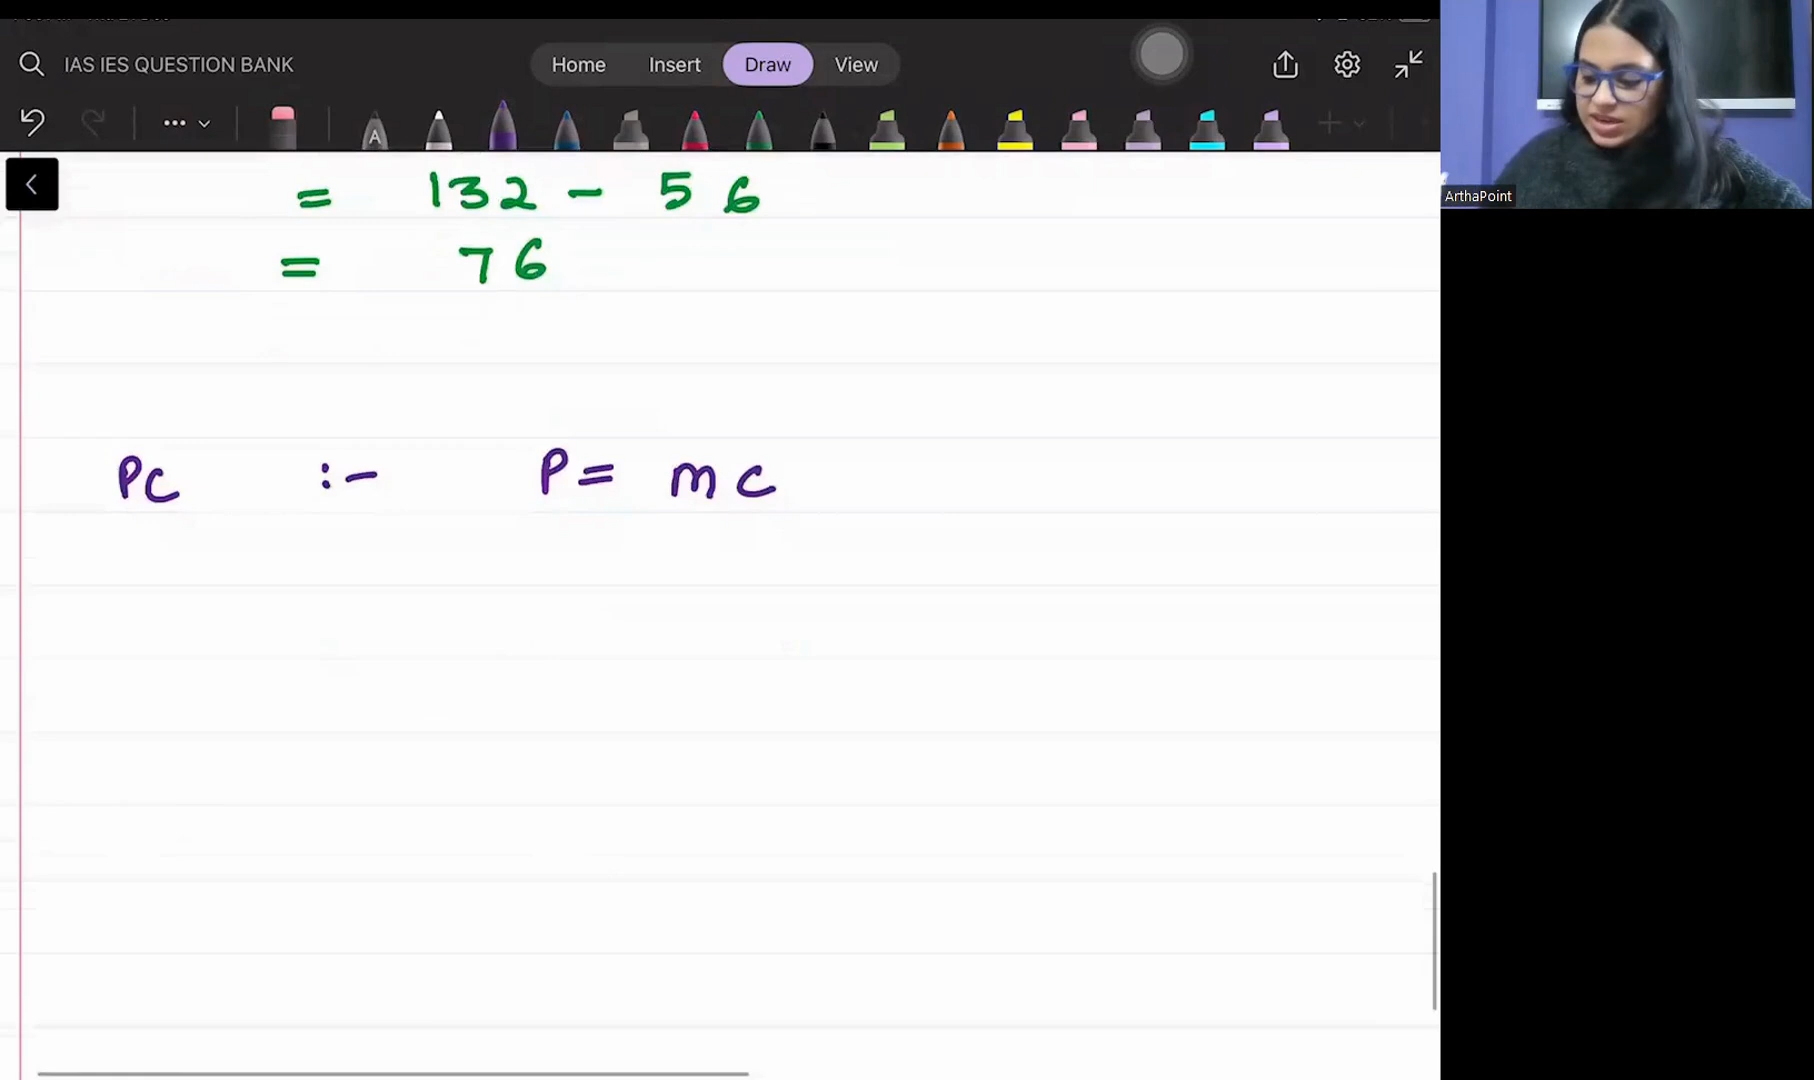 IAS IES QUESTION BANK
Home Insert Draw View
A
= 132 - 56
= 76
PC :- P = mc
ArthaPoint